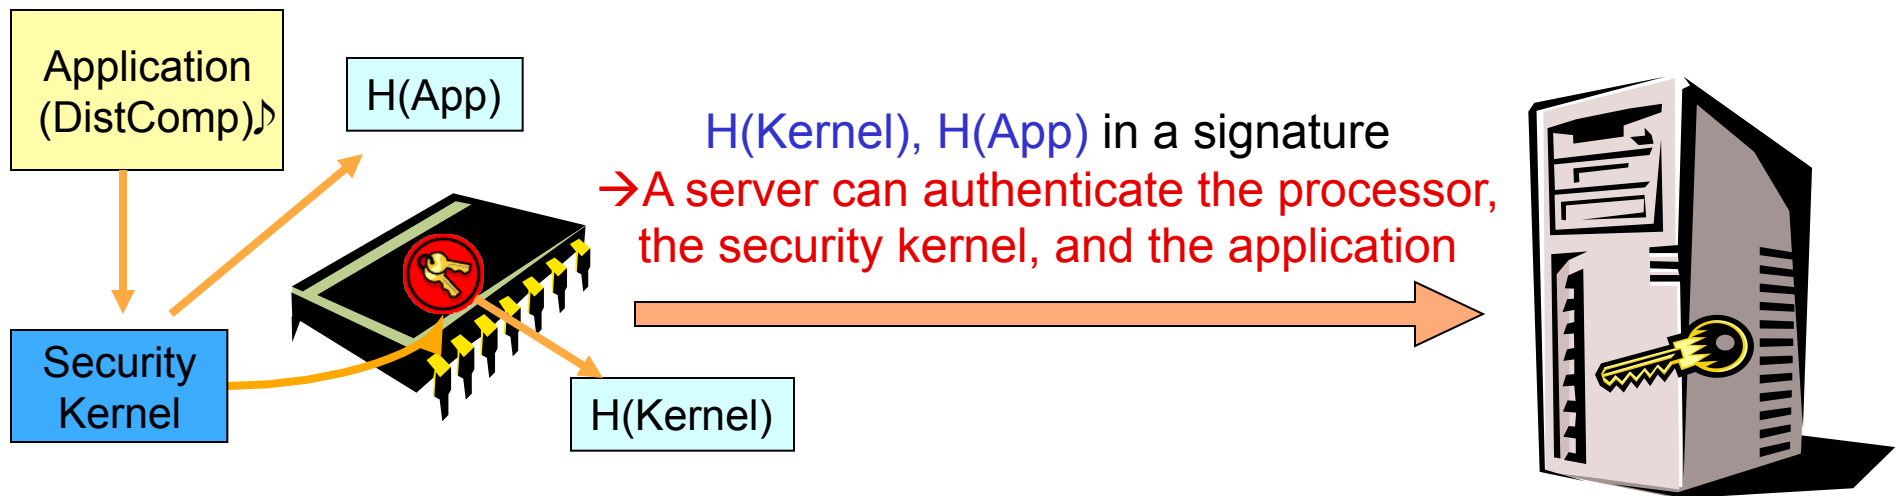 Application
(DistComp)♪
H(App)
H(Kernel), H(App) in a signature
→A server can authenticate the processor,
the security kernel, and the application
Security
Kernel
H(Kernel)